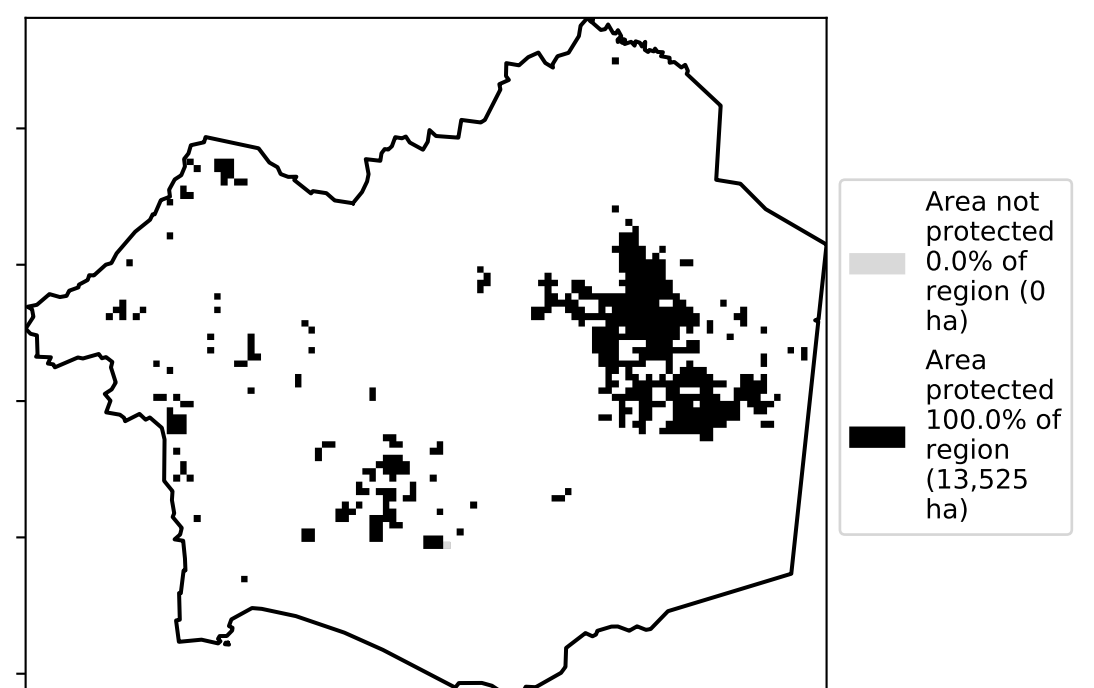 Area not
protected
0.0% of
region (0
ha)
Area
protected
100.0% of
region
(13,525
ha)